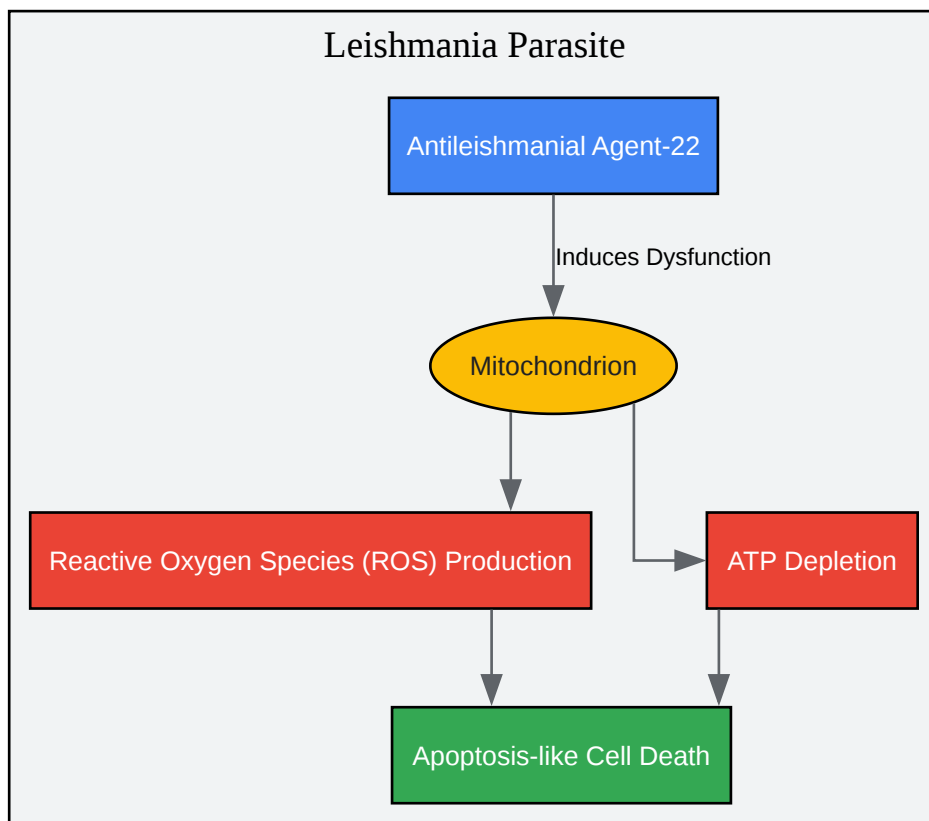 Leishmania Parasite
Antileishmanial Agent-22
Induces Dysfunction
Mitochondrion
Reactive Oxygen Species (ROS) Production
ATP Depletion
Apoptosis-like Cell Death